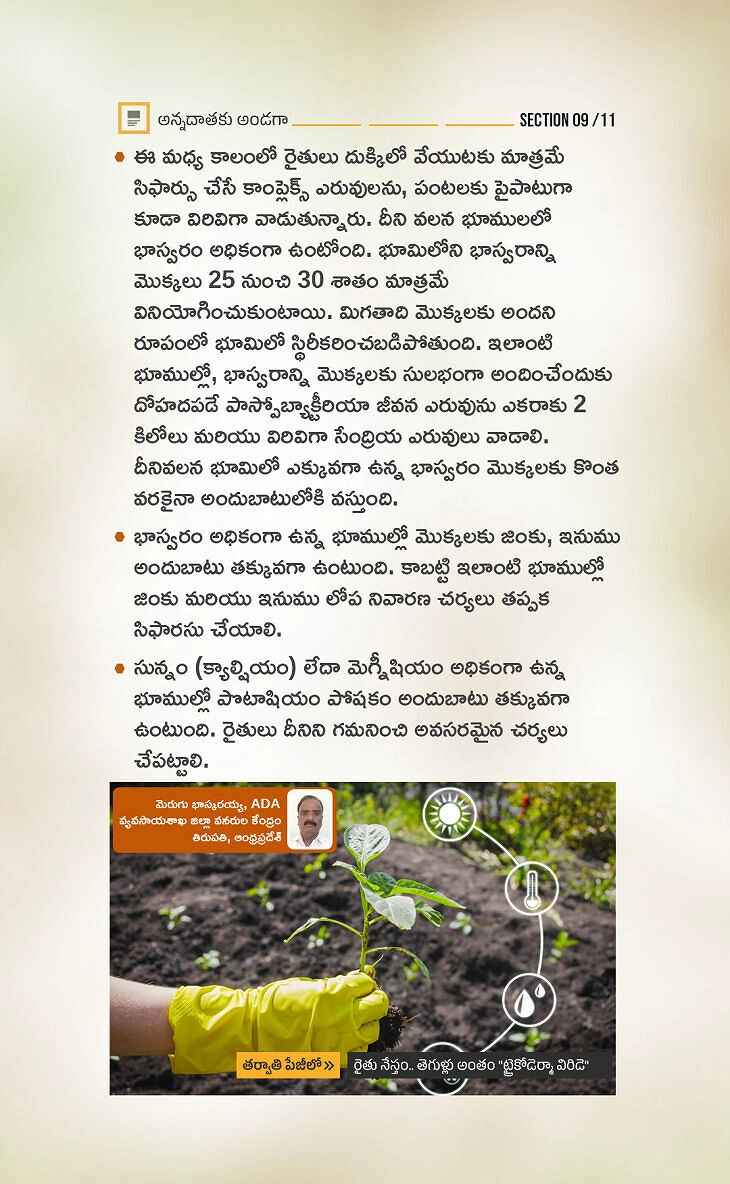 అన్నదాతకు అండగా
SECTION 09 /11
ఈ మధ్య కాలంలో రైతులు దుక్కిలో వేయుటకు మాత్రమే
సిఫార్సు చేసే కాంప్లెక్స్ ఎరువులను, పంటలకు పైపాటుగా
కూడా విరివిగా వాడుతున్నారు. దీని వలన భూములలో
భాస్వరం అధికంగా ఉంటోంది. భూమిలోని భాస్వరాన్ని
మొక్కలు 25 నుంచి 30 శాతం మాత్రమే
వినియోగించుకుంటాయి. మిగతాది మొక్కలకు అందని
రూపంలో భూమిలో స్థిరీకరించబడిపోతుంది. ఇలాంటి
భూముల్లో, భాస్వరాన్ని మొక్కలకు సులభంగా అందించేందుకు
దోహదపడే పాస్పోబ్యాక్టీరియా జీవన ఎరువును ఎకరాకు 2
కిలోలు మరియు విరివిగా సేంద్రియ ఎరువులు వాడాలి.
దీనివలన భూమిలో ఎక్కువగా ఉన్న భాస్వరం మొక్కలకు కొంత
వరకైనా అందుబాటులోకి వస్తుంది.
భాస్వరం అధికంగా ఉన్న భూముల్లో మొక్కలకు జింకు, ఇనుము
అందుబాటు తక్కువగా ఉంటుంది. కాబట్టి ఇలాంటి భూముల్లో
జింకు మరియు ఇనుము లోప నివారణ చర్యలు తప్పక
సిఫారసు చేయాలి.
సున్నం (క్యాల్షియం) లేదా మెగ్నీషియం అధికంగా ఉన్న
భూముల్లో పొటాషియం పోషకం అందుబాటు తక్కువగా
ఉంటుంది. రైతులు దీనిని గమనించి అవసరమైన చర్యలు
చేపట్టాలి.
మెరుగు భాస్కరయ్య, ADA
వ్యవసాయశాఖ జిల్లా వనరుల కేంద్రం
తిరుపతి, ఆంధ్రప్రదేశ్
తర్వాతి పేజీలో »
రైతు నేస్తం.. తెగుళ్లు అంతం "ట్రైకోడెర్మా విరిడె"